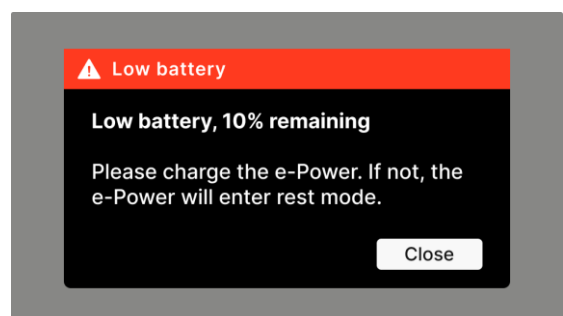 Low battery
Low battery, 10% remaining
Please charge the e-Power. If not, the
e-Power will enter rest mode.
Close